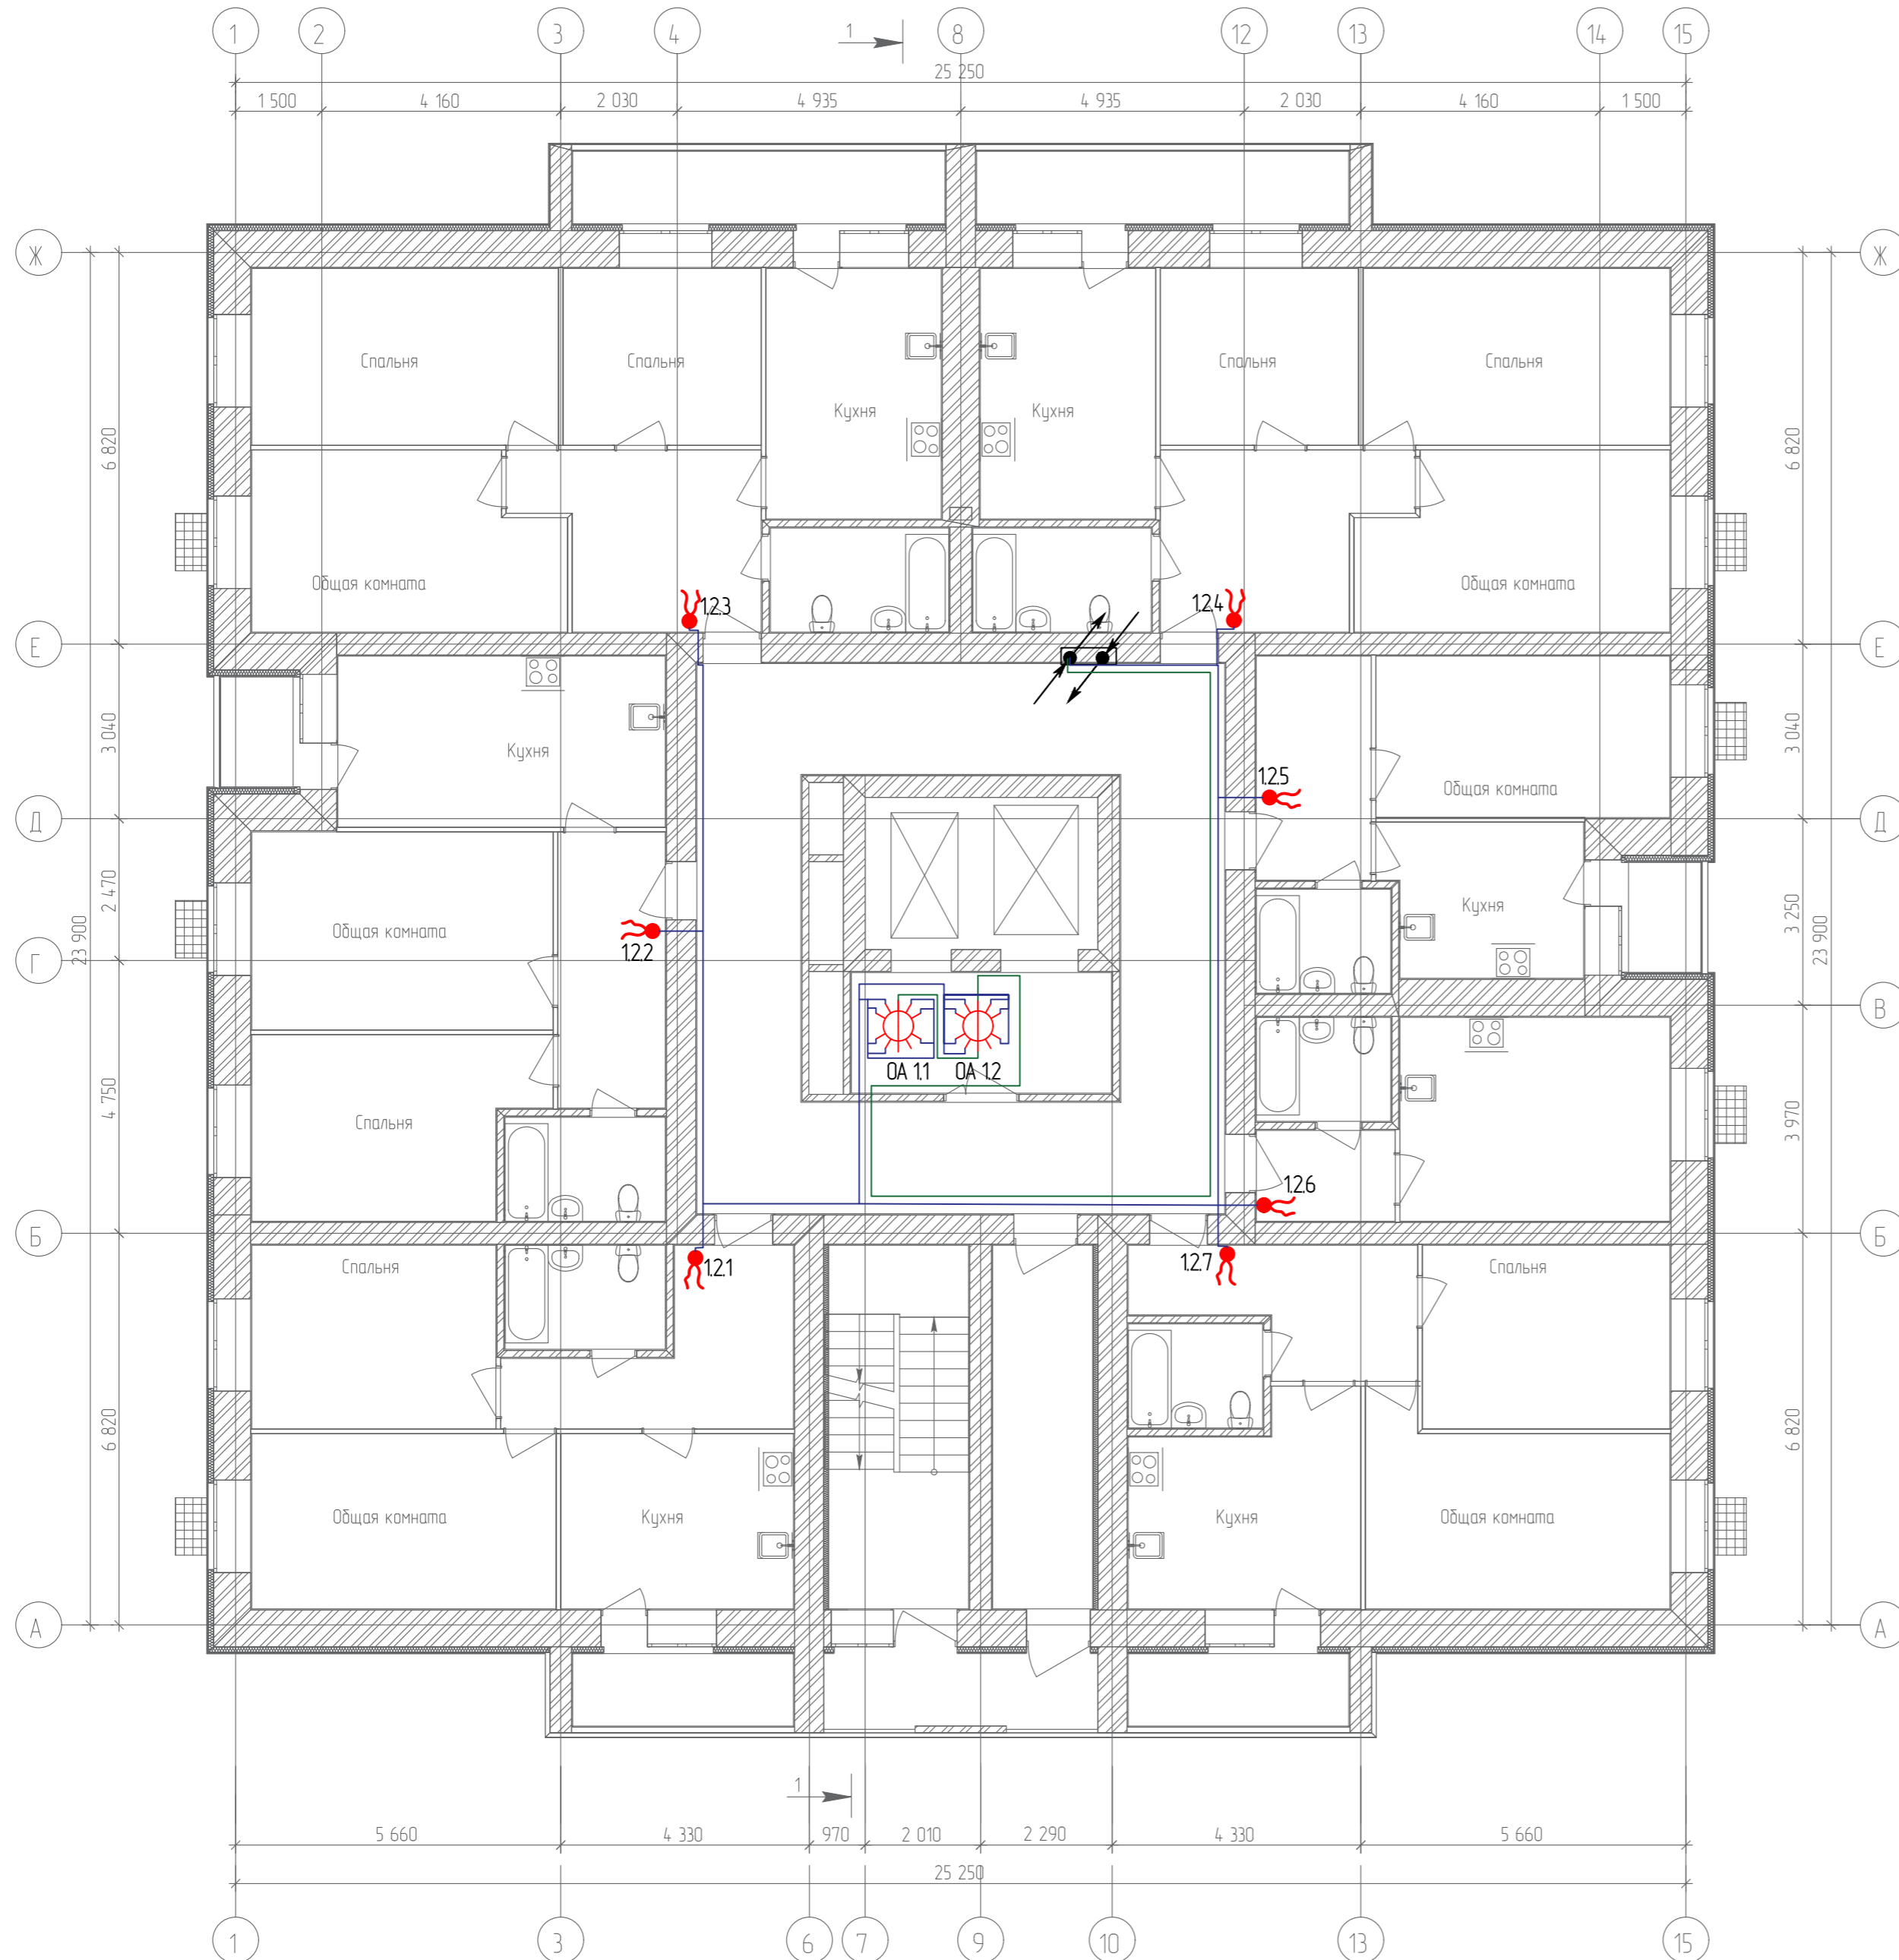 1 2 3 4 8 12 13 14 15
1
25 250
1 500 4 160 2 030 4 935 4 935 2 030 4 160 1 500
Ж Ж
Спальня Спальня Спальня Спальня
Кухня Кухня
6 820 6 820
Общая комната Общая комната
1.2.3 1.2.4
Е Е
3 040 Кухня 3 040
1.2.5
Общая комната
Д Д
2 470 Кухня 3 250
23 900 Общая комната 23 900
1.2.2
Г
В
ОА 1.1 ОА 1.2
4 750 Спальня 3 970
1.2.6
Б Б
Спальня 1.2.1 1.2.7 Спальня
6 820 6 820
Общая комната Кухня Кухня Общая комната
А А
1
5 660 4 330 970 2 010 2 290 4 330 5 660
25 250
1 3 6 7 9 10 13 15